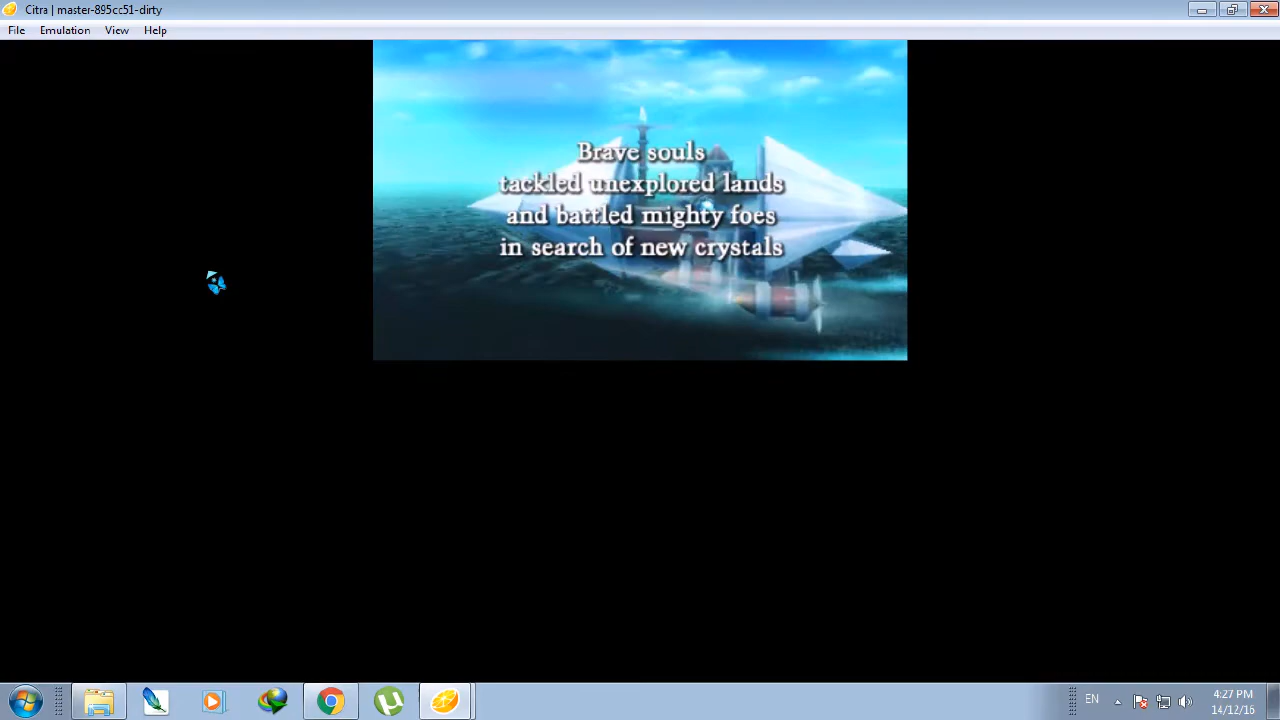 Citra | master-895cc51-dirty
File Emulation View Help
Brave souls
tackled unexplored lands
and battled mighty foes
in search of new crystals
EN
4:27 PM
14/12/16